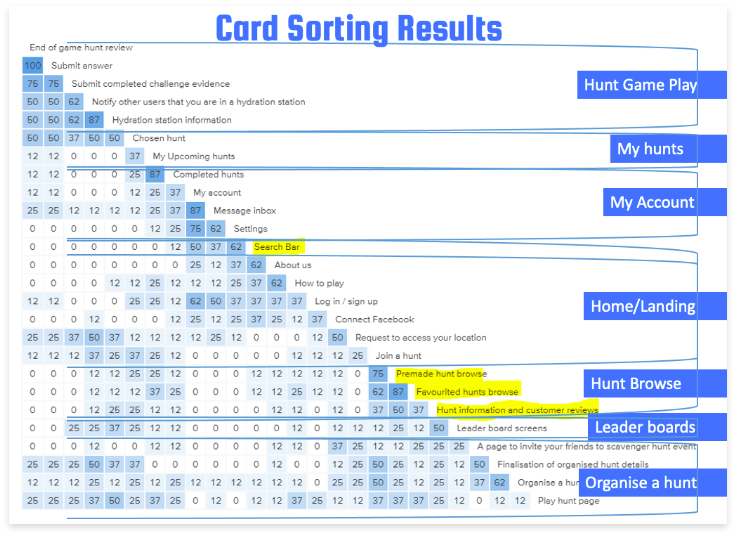 Card Sorting Results
End of game hunt review
100 Submit answer
75 75 Submit completed challenge evidence
Hunt Game Play
50 50 62 Notify other users that you are in a hydration station
50 50 62 87 Hydration station information
50 50 37 50 50 Chosen hunt
My hunts
12 12 0 0 0 37 My Upcoming hunts
12 12 0 0 0 25 87 Completed hunts
12 12 0 0 0 12 25 37 My account
My Account
25 25 12 12 12 12 25 37 87 Message inbox
0 0 0 0 0 0 12 25 75 62 Settings
0 0 0 0 0 0 0 12 50 37 62 Search Bar
0 0 0 0 0 0 0 0 25 12 37 62 About us
0 0 0 0 12 12 25 12 12 12 25 37 62 How to play
12 12 0 0 0 25 25 12 62 50 37 37 37 37 Log in / sign up
Home/Landing
0 0 0 12 0 0 12 25 12 25 37 25 12 37 Connect Facebook
25 25 37 50 37 12 12 12 12 25 12 0 0 0 12 50 Request to access your location
12 12 12 37 25 37 25 12 0 0 0 0 12 12 12 25 Join a hunt
0 0 0 12 12 25 25 12 0 0 0 12 12 12 12 12 0 75 Premade hunt browse
Hunt Browse
0 0 0 12 12 12 37 25 0 0 0 12 12 25 12 12 0 62 87 Favourited hunts browse
0 0 0 12 25 25 12 12 0 0 0 0 12 12 0 12 0 37 50 37 Hunt information and customer reviews
0 0 25 25 37 25 12 12 0 0 0 0 0 0 12 12 12 25 12 50 Leader board screens
Leader boards
0 0 0 12 0 0 12 12 0 0 0 0 12 0 0 37 25 12 12 25 25 25 A page to invite your friends to scavenger hunt event
25 25 25 50 37 37 0 0 0 0 0 12 0 0 12 25 50 25 12 25 12 50 Finalisation of organised hunt details
12 12 12 25 12 25 12 25 12 12 12 12 12 0 25 25 50 25 12 25 12 37 62 Organise a hun
Organise a hunt
25 25 25 37 50 25 37 25 0 12 0 12 12 37 25 12 12 37 37 37 25 12 0 12 12 Play hunt page